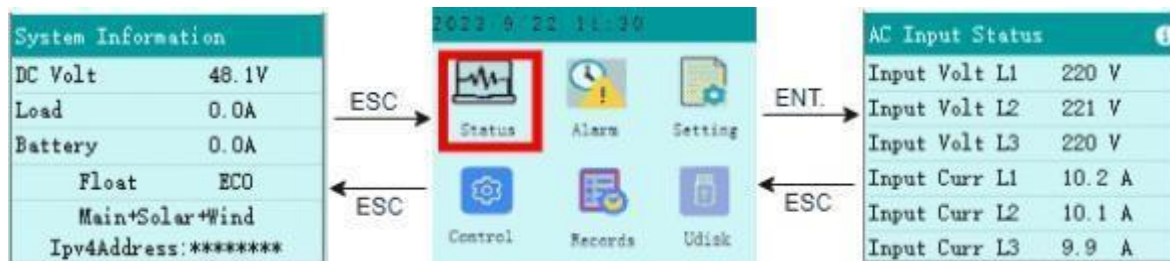 System Information
DC Volt 48.1V
Load 0.0A
Battery 0.0A
Float ECO
Main+Solar+Wind
Ipv4Address:********
ESC
ESC
2023 9/22 11:30
Status Alarm Setting
Control Records Udisk
ENT.
ESC
AC Input Status
Input Volt L1 220 V
Input Volt L2 221 V
Input Volt L3 220 V
Input Curr L1 10.2 A
Input Curr L2 10.1 A
Input Curr L3 9.9 A